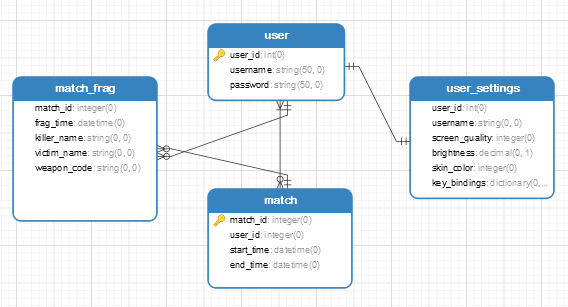 user
user_id: int(0)
username: string(50, 0)
password: string(50, 0)
match_frag
match_id: integer(0)
frag_time: datetime(0)
killer_name: string(0, 0)
victim_name: string(0, 0)
weapon_code: string(0, 0)
user_settings
user_id: int(0)
username: string(0, 0)
screen_quality: integer(0)
brightness: decimal(0, 1)
skin_color: integer(0)
key_bindings: dictionary(0,...
match
match_id: integer(0)
user_id: integer(0)
start_time: datetime(0)
end_time: datetime(0)